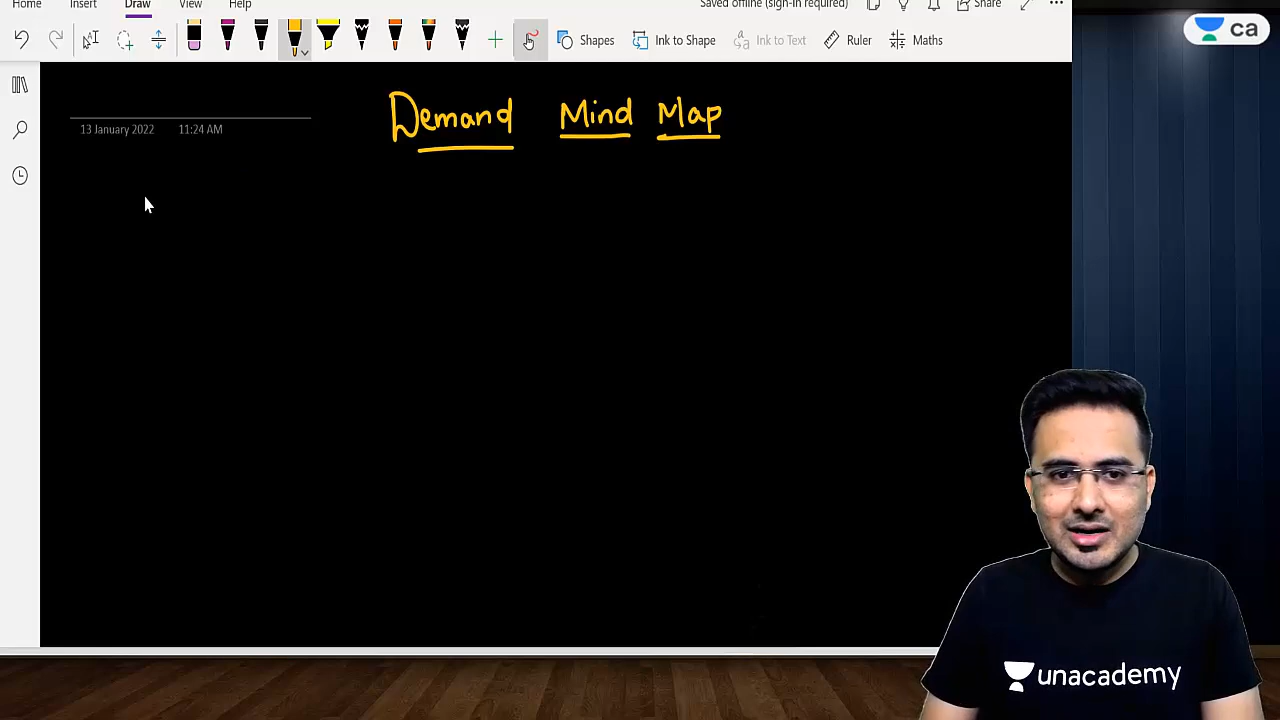 Home Insert Draw View Help Saved offline (sign-in required) Share
Shapes Ink to Shape Ink to Text Ruler Maths
ca
Demand Mind Map
13 January 2022 11:24 AM
unacademy